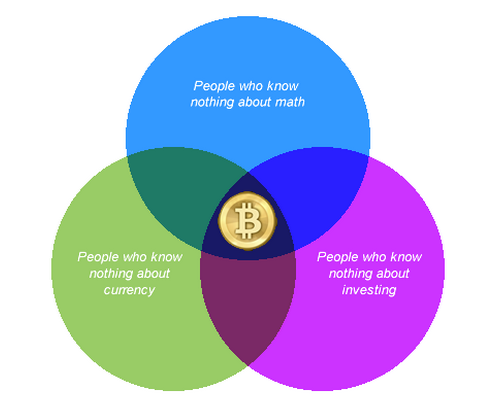 People who know
nothing about math
People who know
nothing about
currency
People who know
nothing about
investing